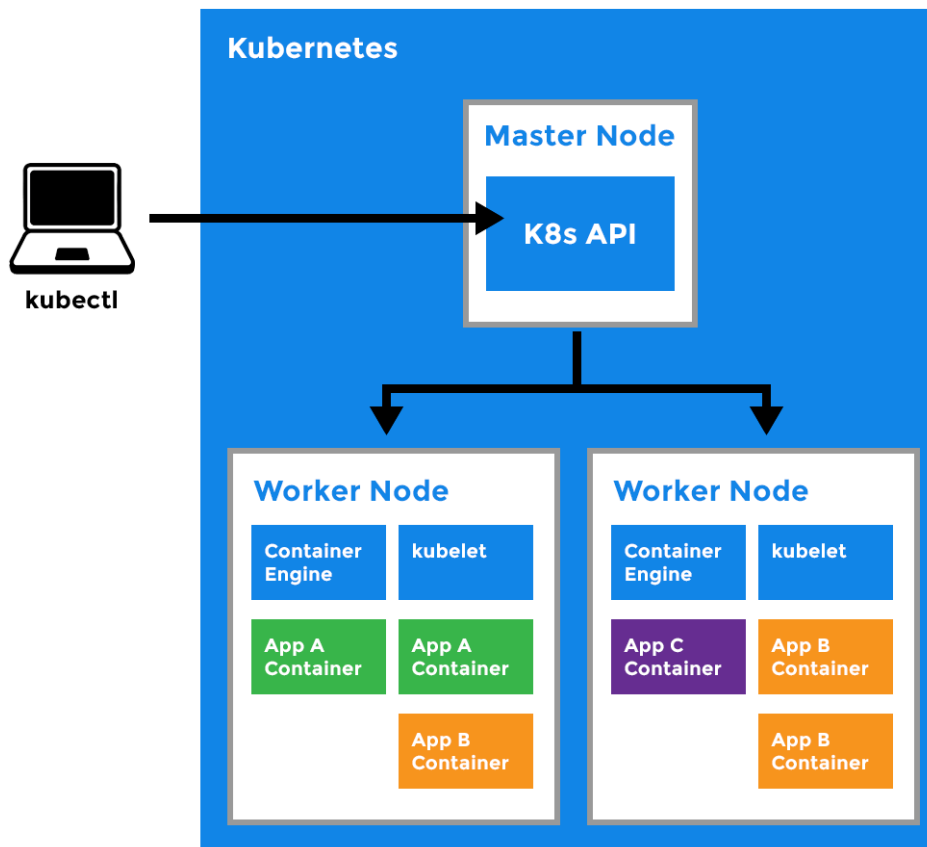 Kubernetes
Master Node
K8s API
kubectl
Worker Node
Container
Engine
kubelet
App A
Container
App A
Container
App B
Container
Worker Node
Container
Engine
kubelet
App C
Container
App B
Container
App B
Container